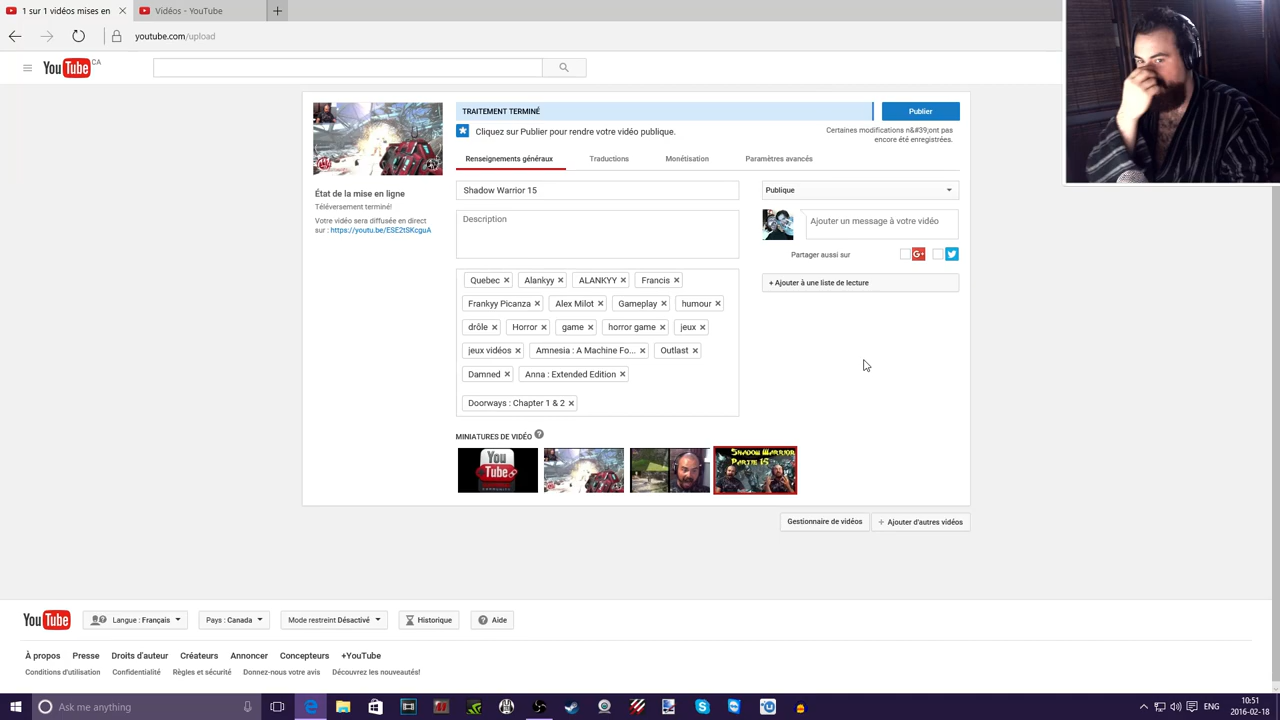 1 sur 1 vidéos mises en
Vidéos - YouTube
youtube.com/upload
YouTube CA
TRAITEMENT TERMINÉ
Publier
Cliquez sur Publier pour rendre votre vidéo publique.
Certaines modifications n&#39;ont pas
encore été enregistrées.
Renseignements généraux
Traductions
Monétisation
Paramètres avancés
État de la mise en ligne
Téléversement terminé!
Votre vidéo sera diffusée en direct
sur : https://youtu.be/ESE2tSKcguA
Shadow Warrior 15
Publique
Description
Ajouter un message à votre vidéo
Partager aussi sur
+ Ajouter à une liste de lecture
Quebec Alankyy ALANKYY Francis
Frankyy Picanza Alex Milot Gameplay humour
drôle Horror game horror game jeux
jeux vidéos Amnesia : A Machine Fo... Outlast
Damned Anna : Extended Edition
Doorways : Chapter 1 & 2
MINIATURES DE VIDÉO
You
Tube
Shadow Warrior
Partie 15
Gestionnaire de vidéos
+ Ajouter d'autres vidéos
YouTube
Langue : Français
Pays : Canada
Mode restreint Désactivé
Historique
Aide
À propos Presse Droits d'auteur Créateurs Annoncer Concepteurs +YouTube
Conditions d'utilisation Confidentialité Règles et sécurité Donnez-nous votre avis Découvrez les nouveautés!
Ask me anything
ENG
10:51
2016-02-18